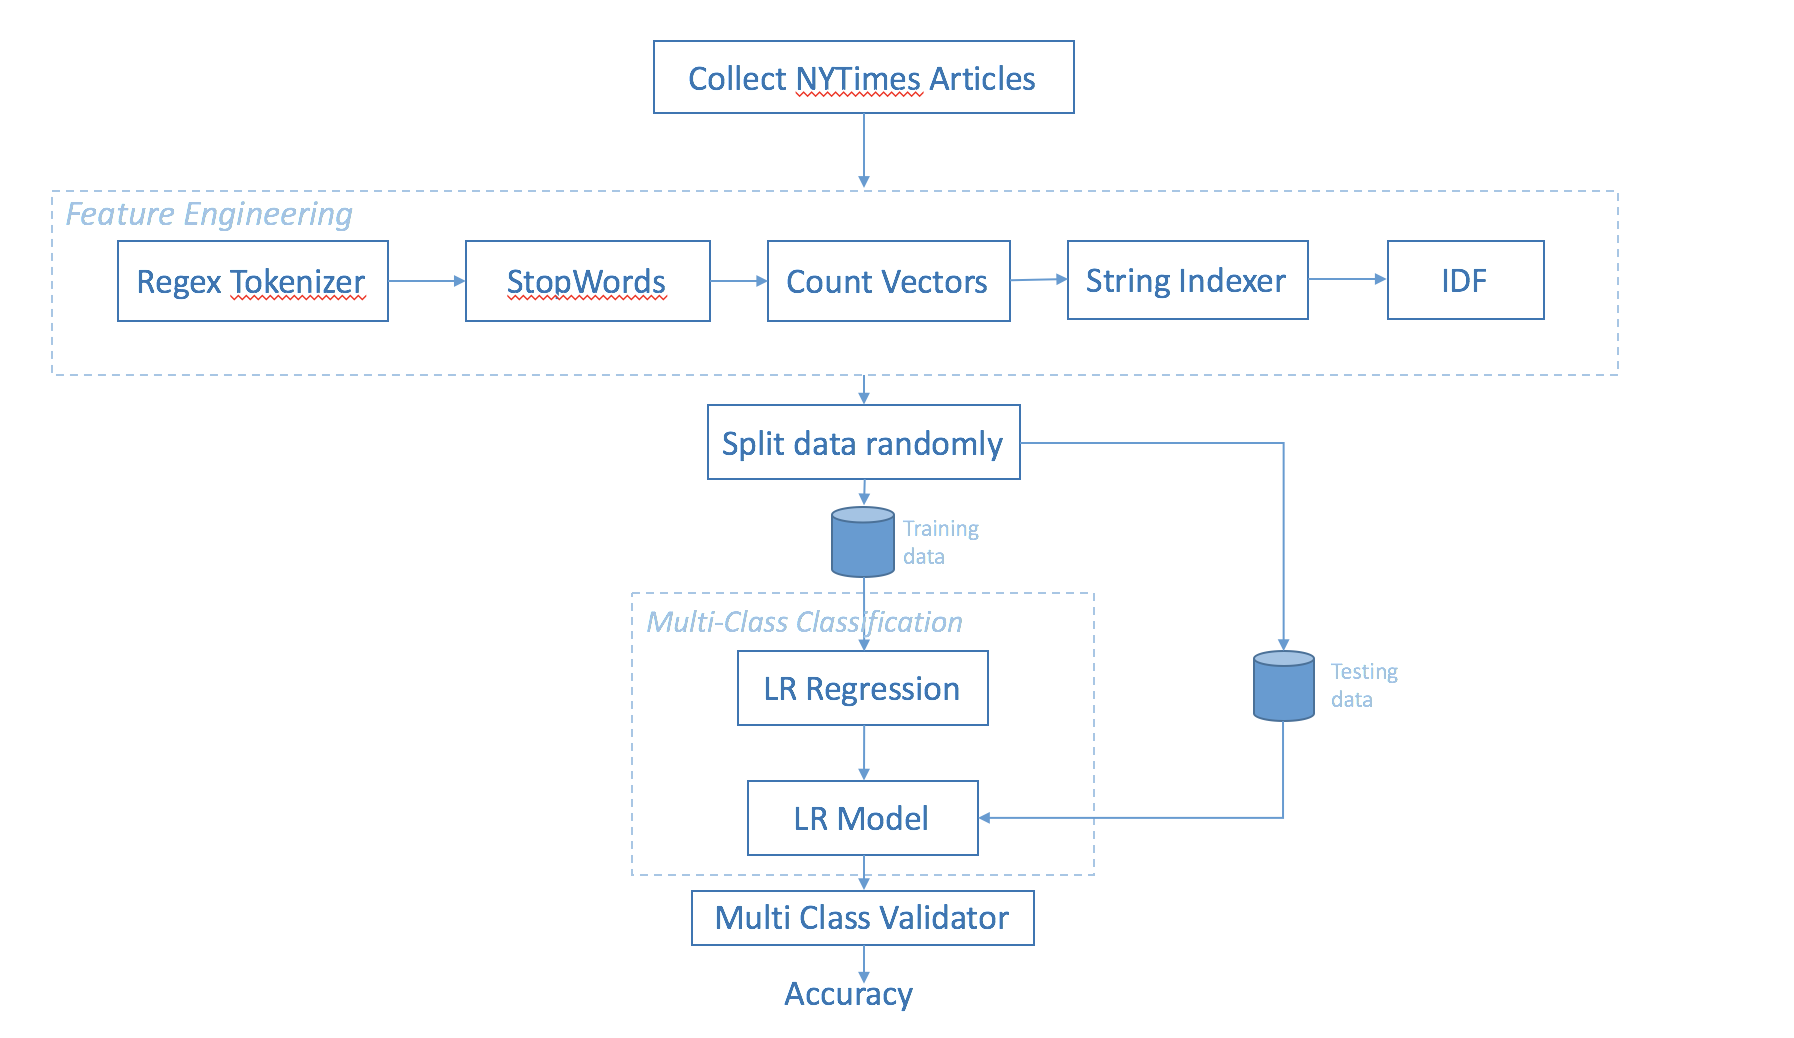 Collect NYTimes Articles
Feature Engineering
Regex Tokenizer
StopWords
Count Vectors
String Indexer
IDF
Split data randomly
Training
data
Multi-Class Classification
LR Regression
Testing
data
LR Model
Multi Class Validator
Accuracy